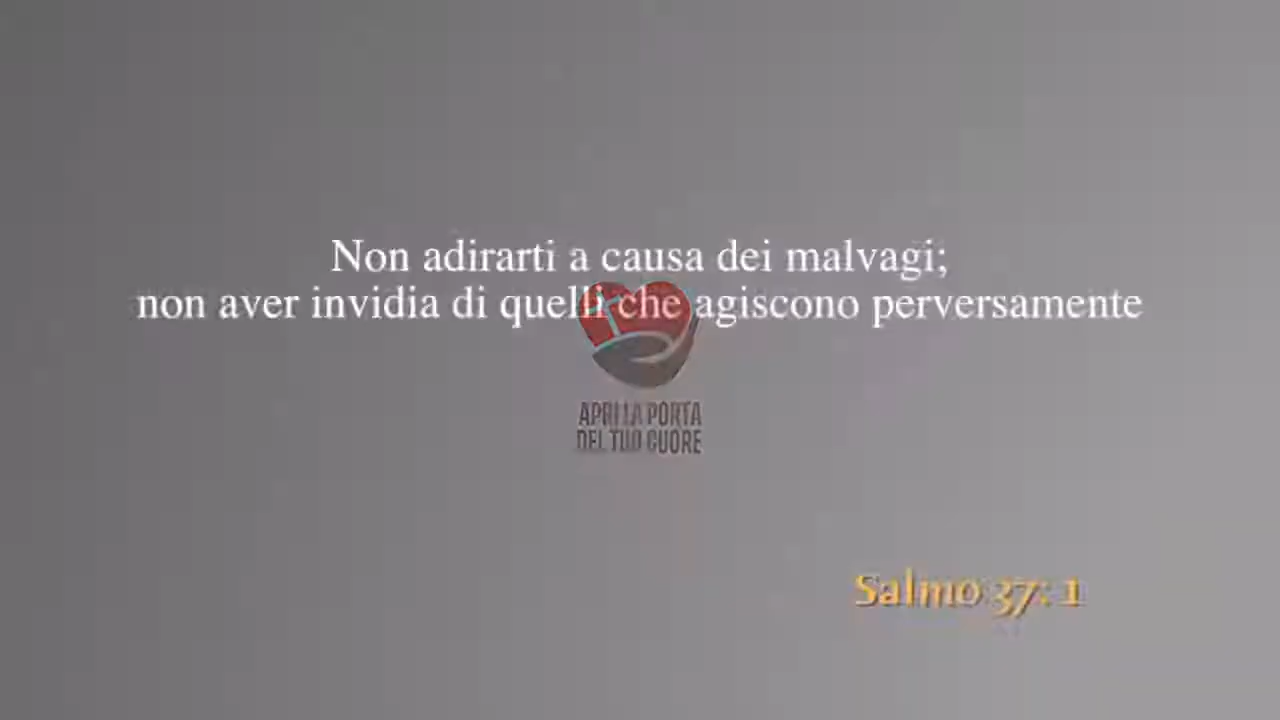 Non adirarti a causa dei malvagi;
non aver invidia di quelli che agiscono perversamente
APRI LA PORTA
DEL TUO CUORE
Salmo 37: 1